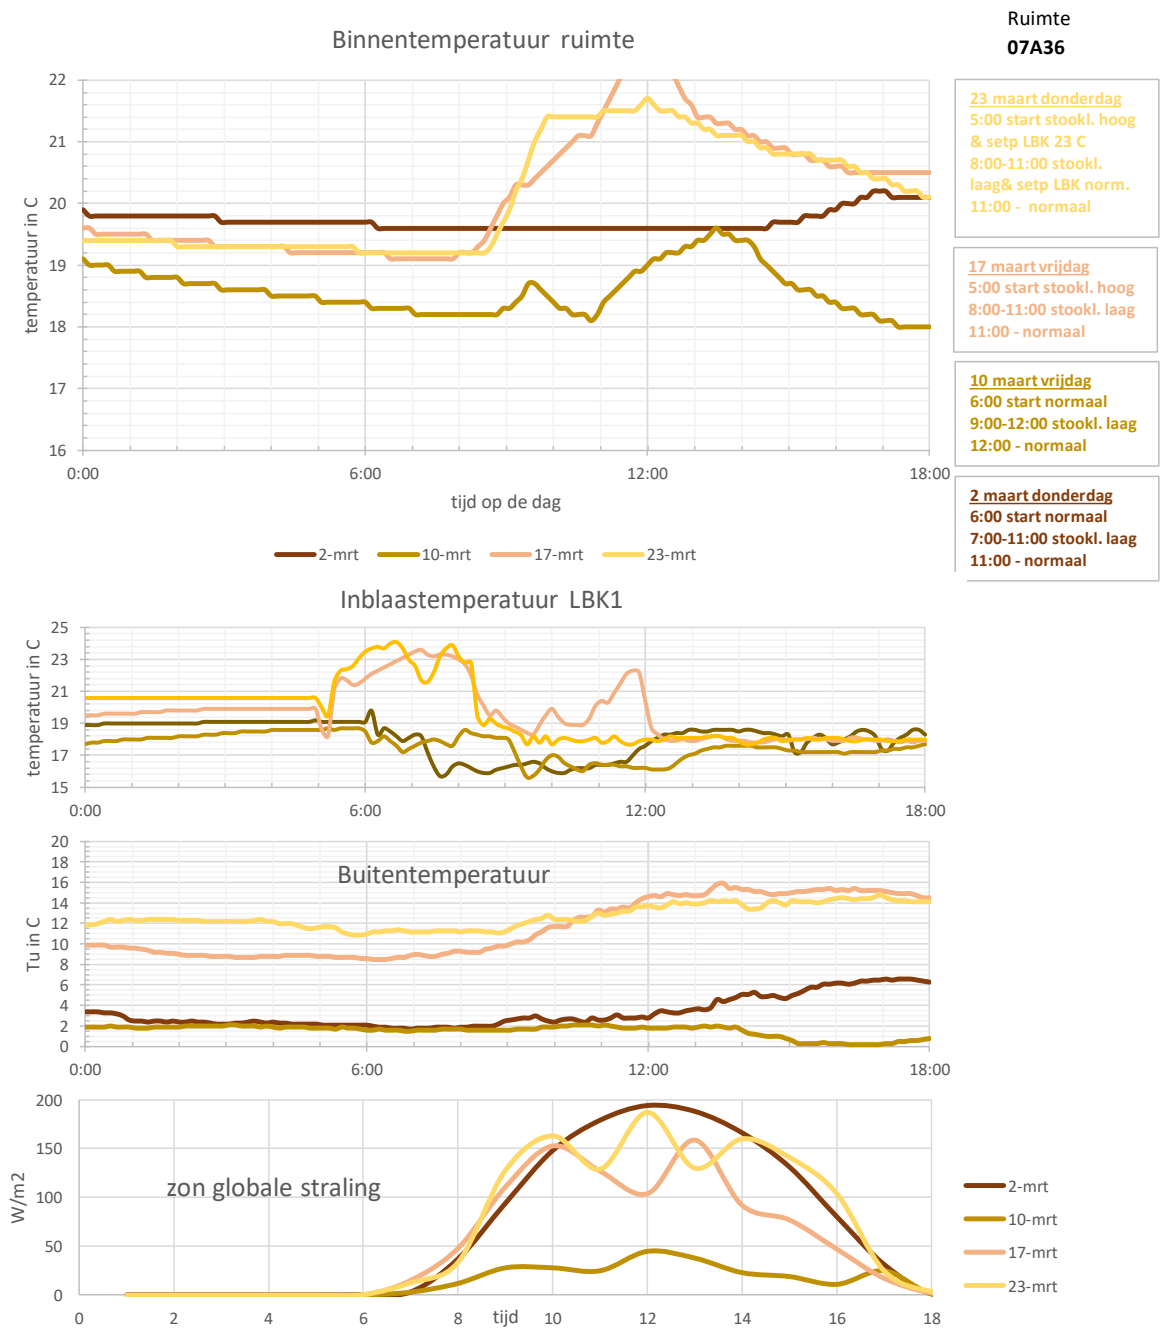 Ruimte
07A36
Binnentemperatuur ruimte
temperatuur in C
22
21
20
19
18
17
16
0:00
6:00
12:00
18:00
tijd op de dag
2-mrt
10-mrt
17-mrt
23-mrt
23 maart donderdag
5:00 start stookl. hoog
& setp LBK 23 C
8:00-11:00 stookl.
laag& setp LBK norm.
11:00 - normaal
17 maart vrijdag
5:00 start stookl. hoog
8:00-11:00 stookl. laag
11:00 - normaal
10 maart vrijdag
6:00 start normaal
9:00-12:00 stookl. laag
12:00 - normaal
2 maart donderdag
6:00 start normaal
7:00-11:00 stookl. laag
11:00 - normaal
Inblaastemperatuur LBK1
temperatuur in C
25
23
21
19
17
15
0:00
6:00
12:00
18:00
Buitentemperatuur
Tu in C
20
18
16
14
12
10
8
6
4
2
0
0:00
6:00
12:00
18:00
zon globale straling
W/m2
200
150
100
50
0
0
2
4
6
8
10
12
14
16
18
tijd
2-mrt
10-mrt
17-mrt
23-mrt